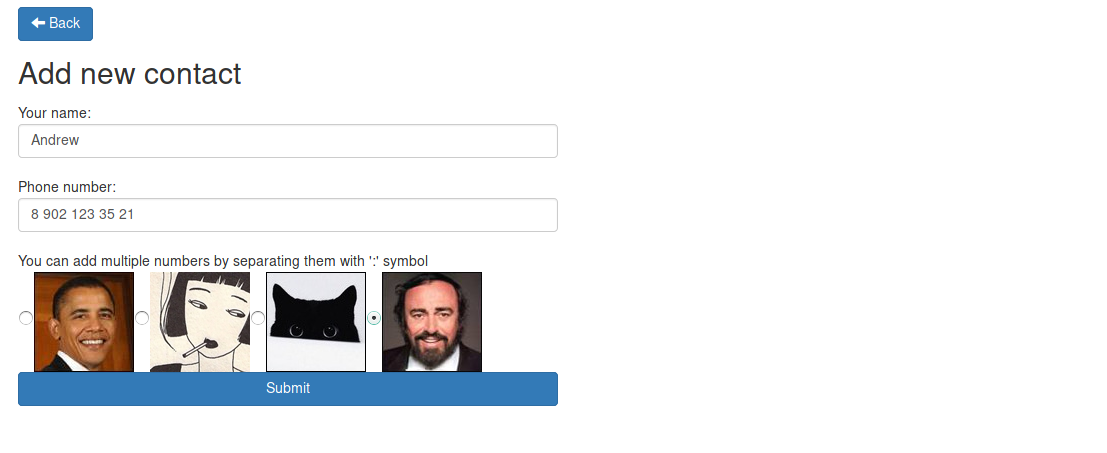 Back
Add new contact
Your name:
Andrew
Phone number:
8 902 123 35 21
You can add multiple numbers by separating them with ':' symbol
Submit